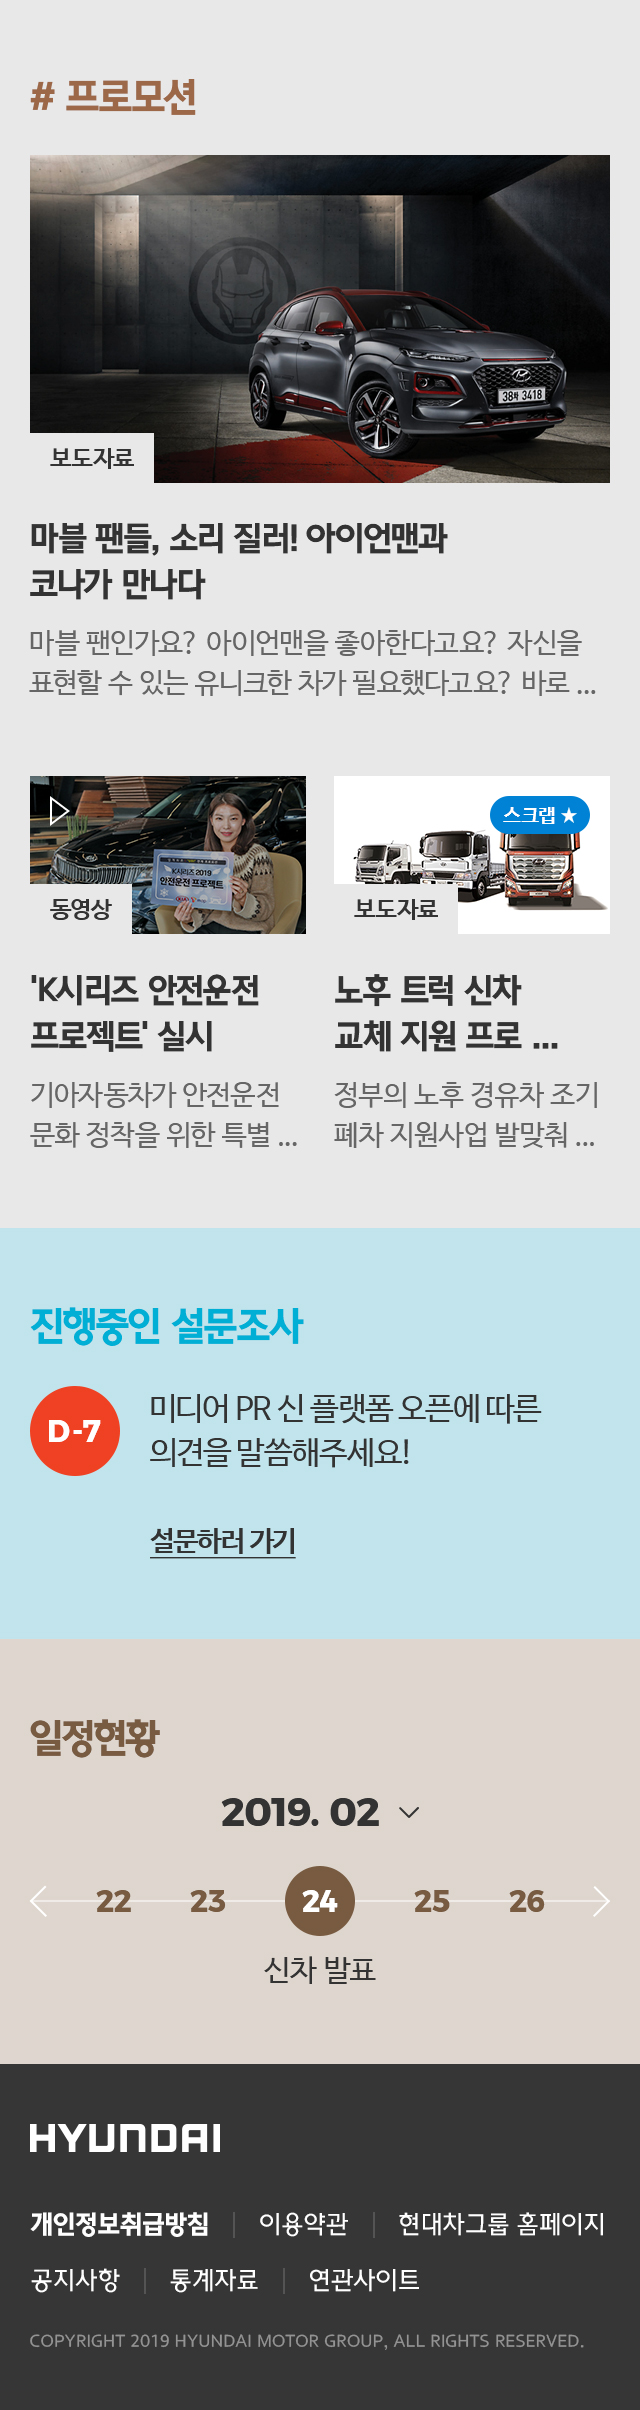 # 프로모션
38 3418
보도자료
마블 팬들, 소리 질러! 아이언맨과
코나가 만나다
마블 팬인가요? 아이언맨을 좋아한다고요? 자신을
표현할 수 있는 유니크한 차가 필요했다고요? 바로 ...
K시리즈 2019
안전운전 프로젝트
동영상
스크랩 ★
보도자료
'K시리즈 안전운전
프로젝트' 실시
노후 트럭 신차
교체 지원 프로 ...
기아자동차가 안전운전
문화 정착을 위한 특별 ...
정부의 노후 경유차 조기
폐차 지원사업 발맞춰 ...
진행중인 설문조사
D-7
미디어 PR 신 플랫폼 오픈에 따른
의견을 말씀해주세요!
설문하러 가기
일정현황
2019. 02
22 23 24 25 26
신차 발표
HYUNDAI
개인정보취급방침 | 이용약관 | 현대차그룹 홈페이지
공지사항 | 통계자료 | 연관사이트
COPYRIGHT 2019 HYUNDAI MOTOR GROUP, ALL RIGHTS RESERVED.